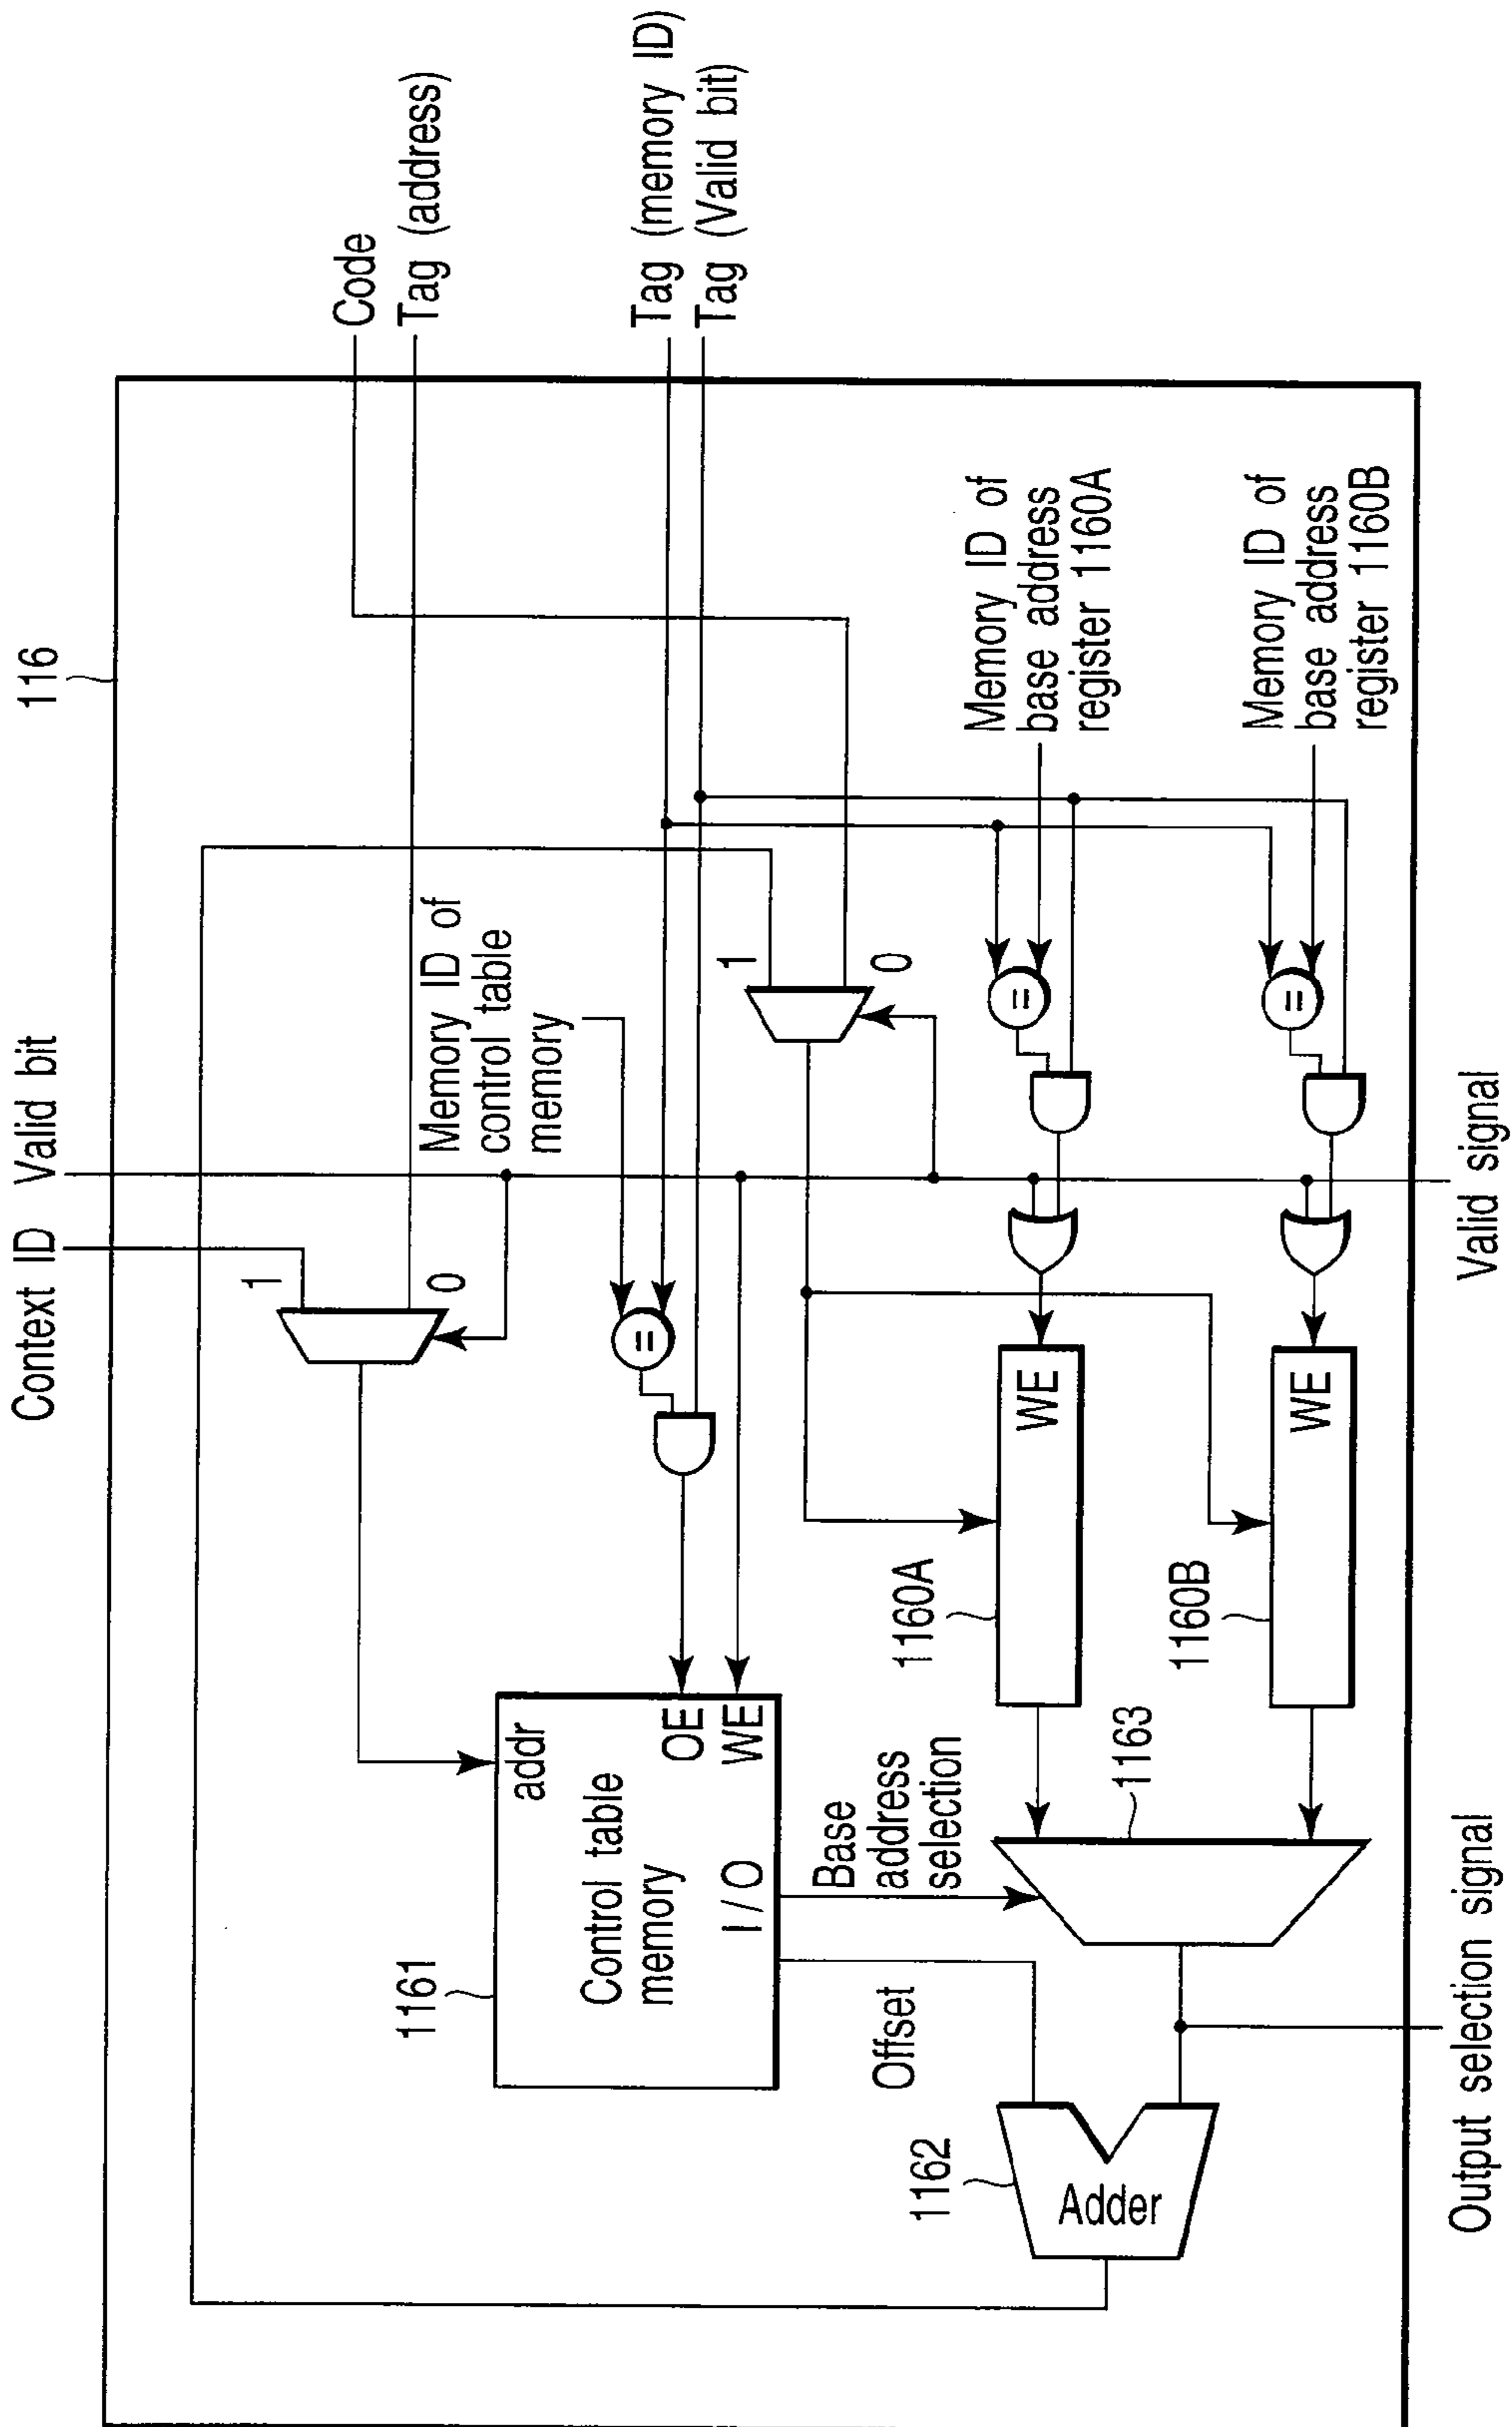 116
Code
Tag (address)
Tag (memory ID)
Tag (Valid bit)
Context ID
Valid bit
1
0
Memory ID of
control table
memory
1
0
Memory ID of
base address
register 1160A
Memory ID of
base address
register 1160B
1161
addr
Control table
memory
OE
WE
I/O
Base
address
selection
Offset
1160A
WE
1160B
WE
1163
1162
Adder
Valid signal
Output selection signal